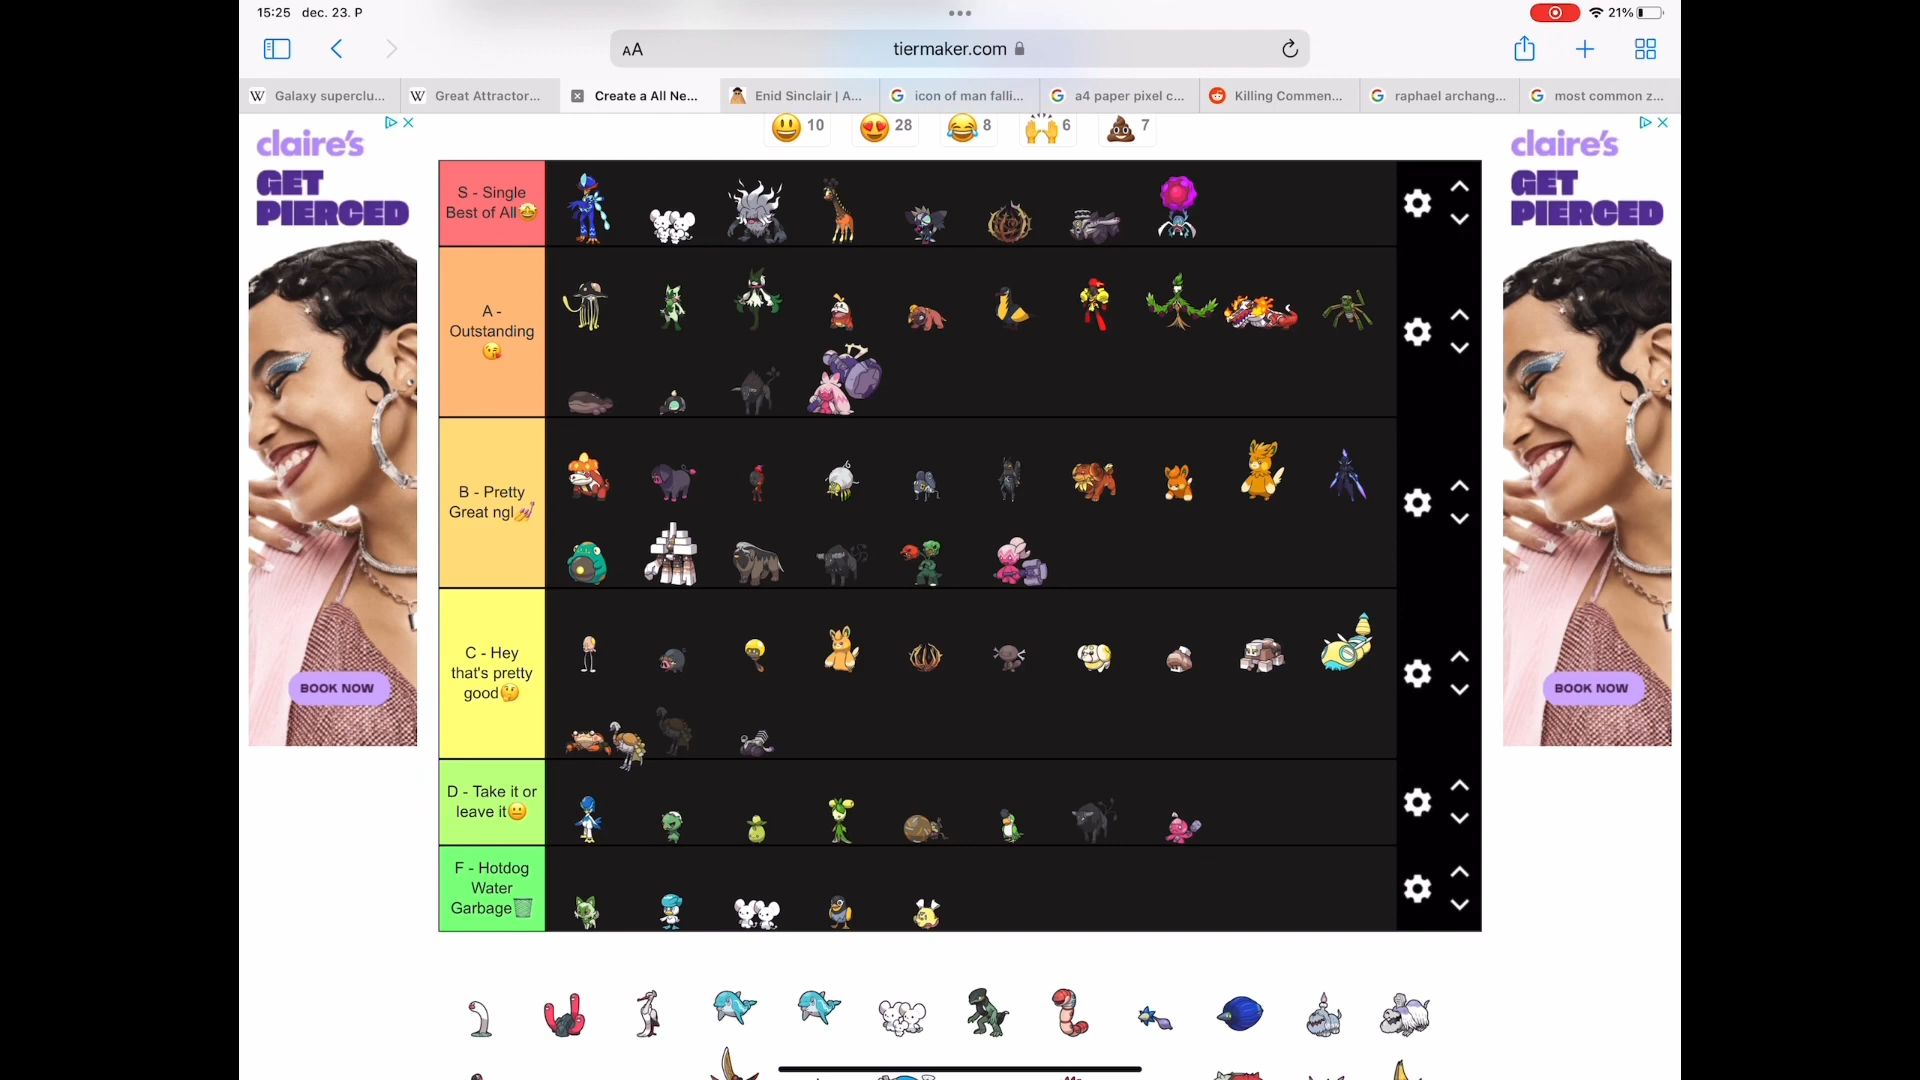 15:25 dec. 23. P
21%
AA tiermaker.com
Galaxy superclu... Great Attractor... Create a All Ne... Enid Sinclair | A... icon of man falli... a4 paper pixel c... Killing Commen... raphael archang... most common z...
claire's
GET
PIERCED
BOOK NOW
10 28 8 6 7
S - Single
Best of All🤩
A -
Outstanding
😘
B - Pretty
Great ngl💅
C - Hey
that's pretty
good🤔
D - Take it or
leave it😐
F - Hotdog
Water
Garbage🗑️
claire's
GET
PIERCED
BOOK NOW